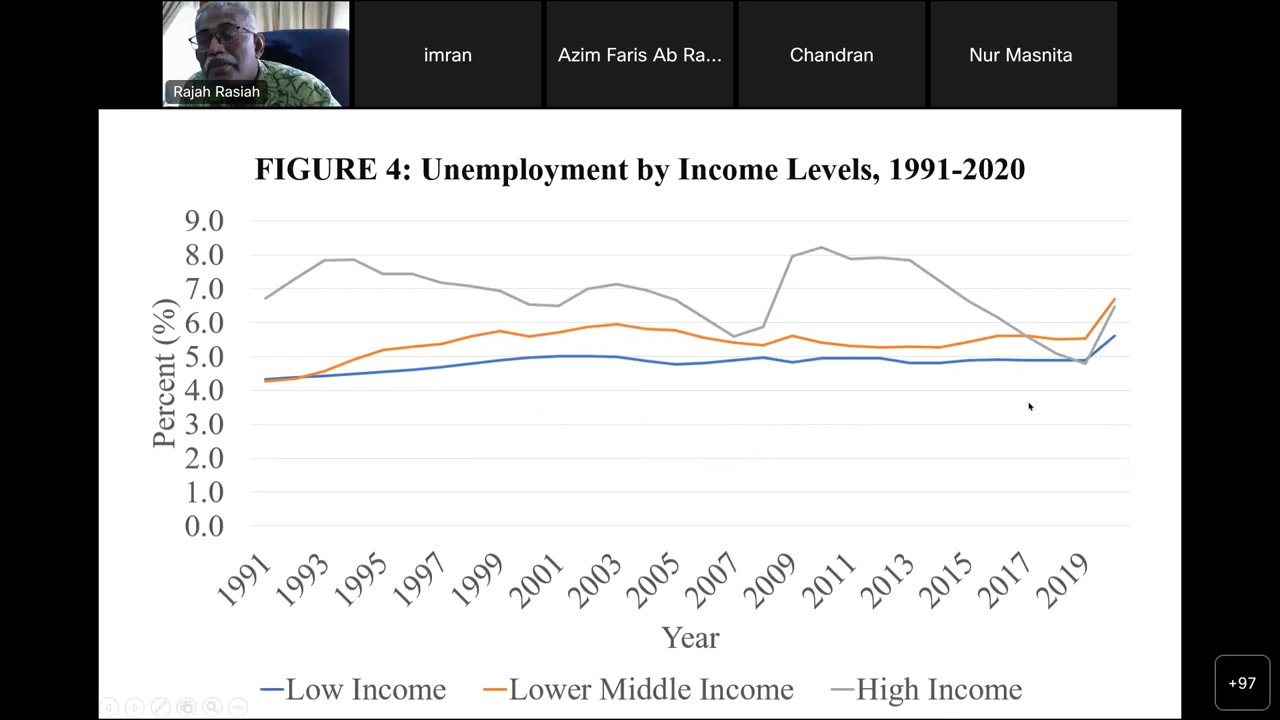 imran
Azim Faris Ab Ra...
Chandran
Nur Masnita
Rajah Rasiah
FIGURE 4: Unemployment by Income Levels, 1991-2020
9.0
8.0
7.0
6.0
5.0
4.0
3.0
2.0
1.0
0.0
Percent (%)
1991
1993
1995
1997
1999
2001
2003
2005
2007
2009
2011
2013
2015
2017
2019
Year
Low Income
Lower Middle Income
High Income
+97